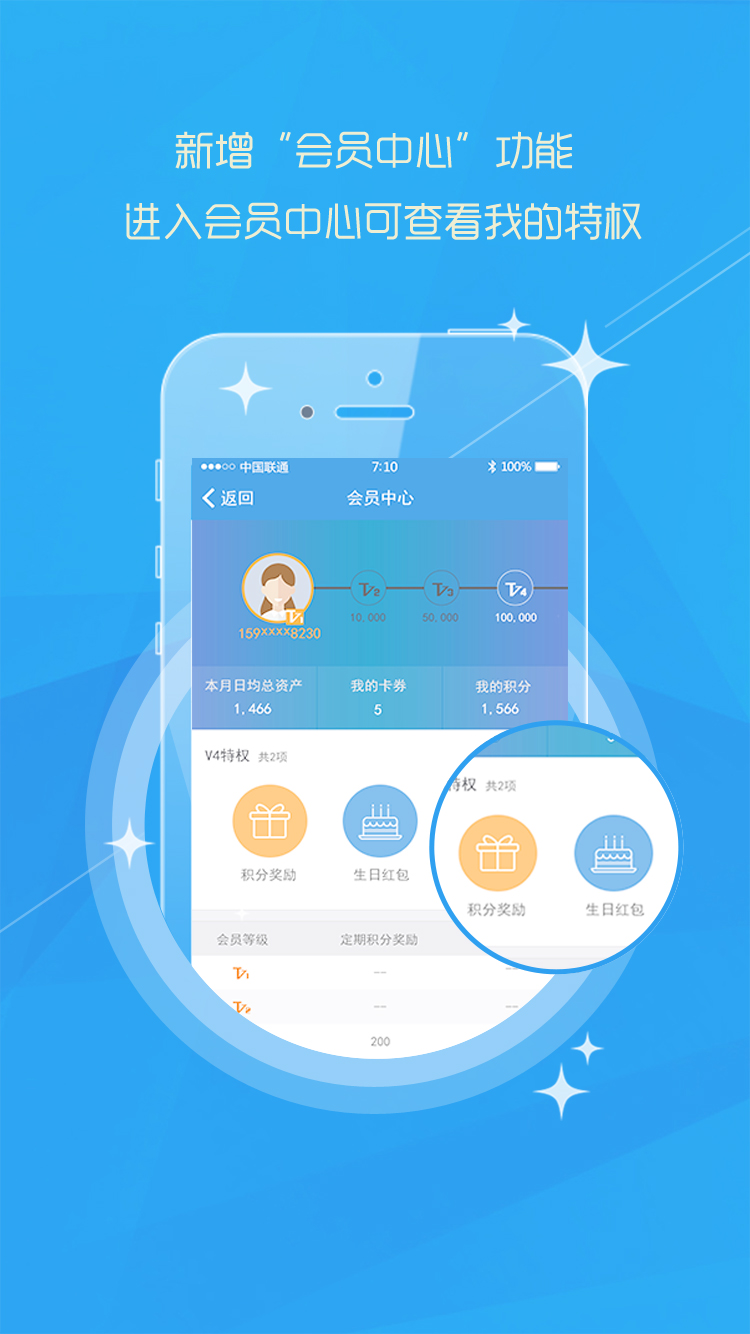 新增“会员中心”功能
进入会员中心可查看我的特权
中国联通 7:10 100%
返回 会员中心
V1
V2 V3 V4
159xxxx8230
10,000 50,000 100,000
本月日均总资产 我的卡券 我的积分
1,466 5 1,566
V4特权 共2项
积分奖励 生日红包
特权 共2项
积分奖励 生日红包
会员等级 定期积分奖励
V1 -- --
V2 -- --
200